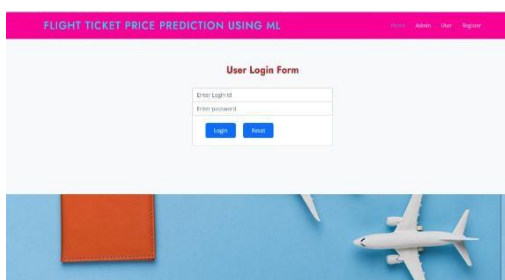 FLIGHT TICKET PRICE PREDICTION USING ML
Home Admin User Register
User Login Form
Enter Login Id
Enter password
Login Reset